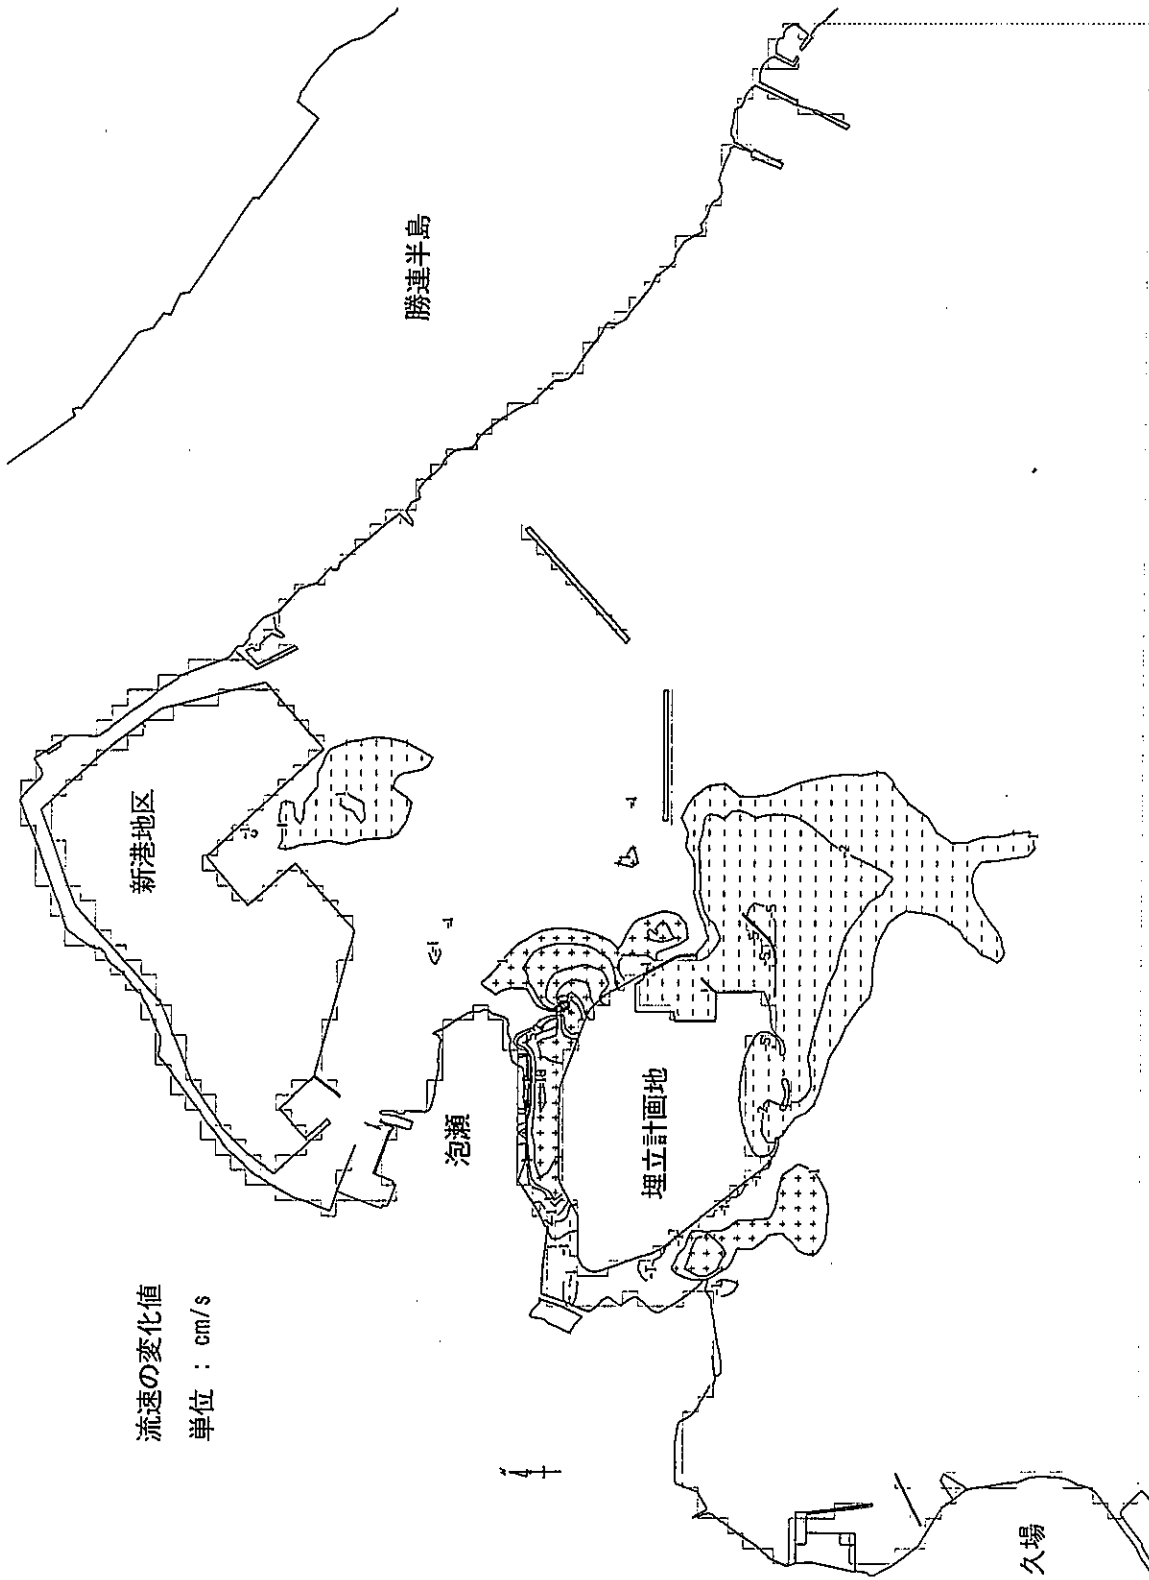 流速の変化値
単位 : cm/s
新港地区
勝連半島
泡瀬
埋立計画地
久場